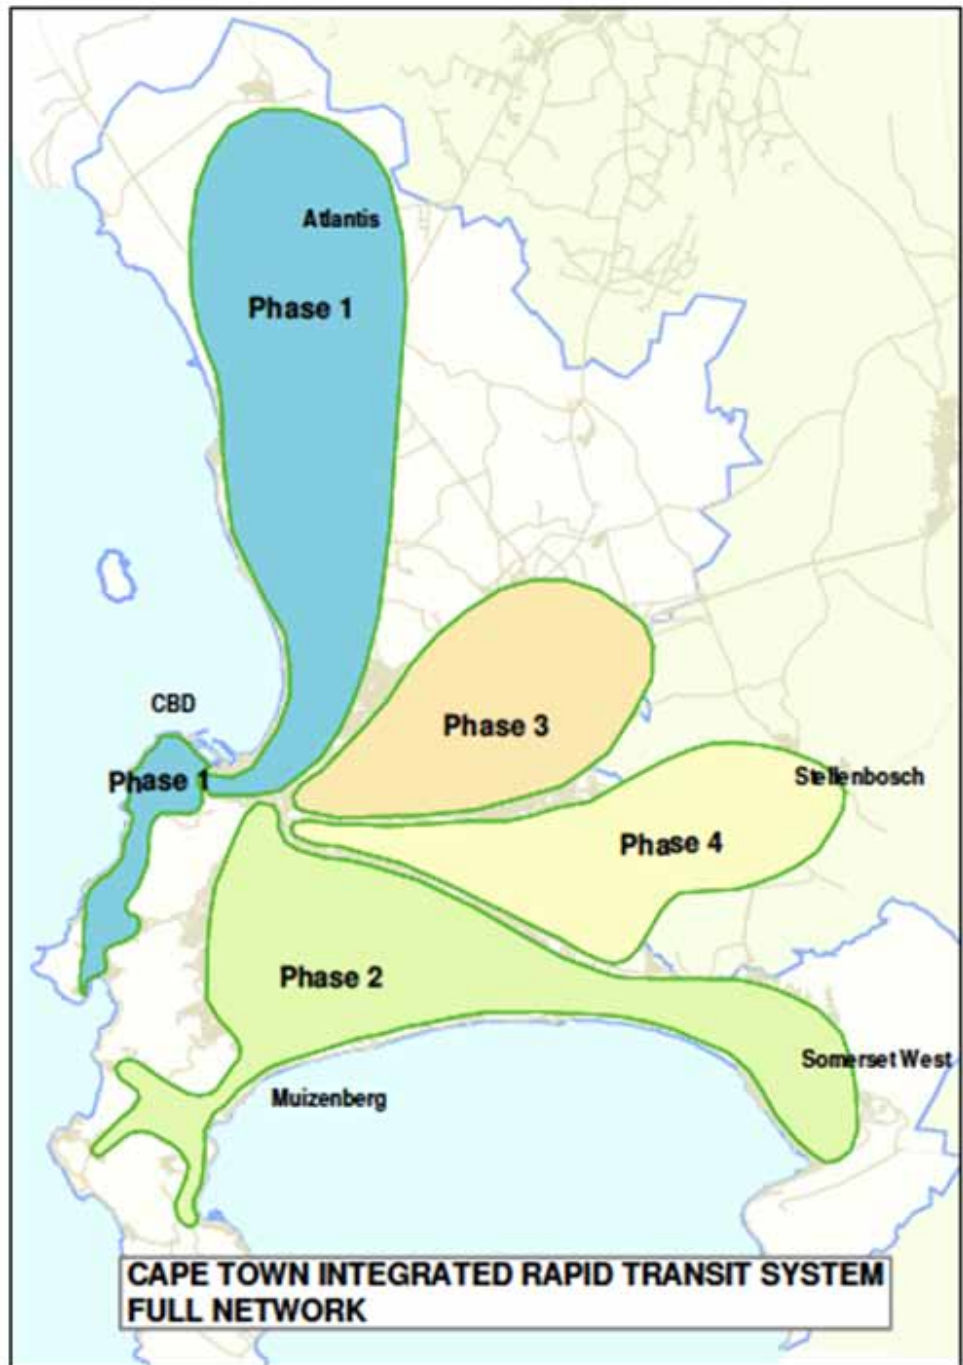 Atlantis
Phase 1
CBD
Phase 3
Phase 1
Stellenbosch
Phase 4
Phase 2
Somerset West
Muizenberg
CAPE TOWN INTEGRATED RAPID TRANSIT SYSTEM
FULL NETWORK